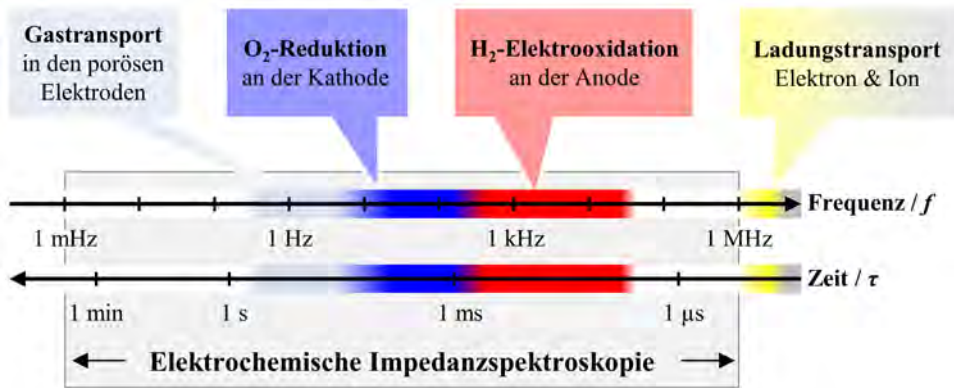 Gastransport
in den porösen
Elektroden
O₂-Reduktion
an der Kathode
H₂-Elektrooxidation
an der Anode
Ladungstransport
Elektron & Ion
Frequenz / f
1 mHz
1 Hz
1 kHz
1 MHz
Zeit / τ
1 min
1 s
1 ms
1 µs
Elektrochemische Impedanzspektroskopie